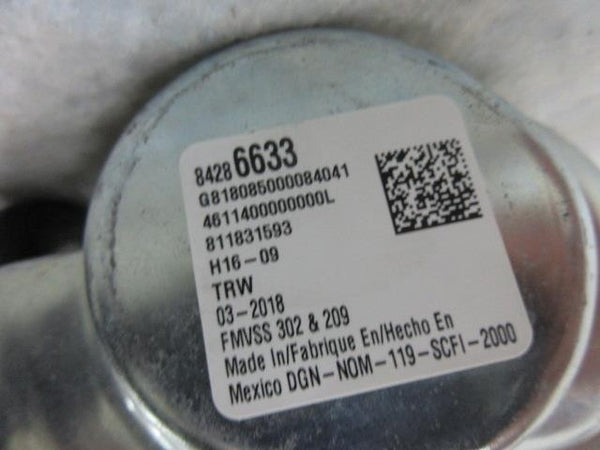 8428 6633
G818085000084041
4611400000000L
811831593
H16-09
TRW
03-2018
FMVSS 302 & 209
Made In/Fabrique En/Hecho En
Mexico DGN-NOM-119-SCFI-2000